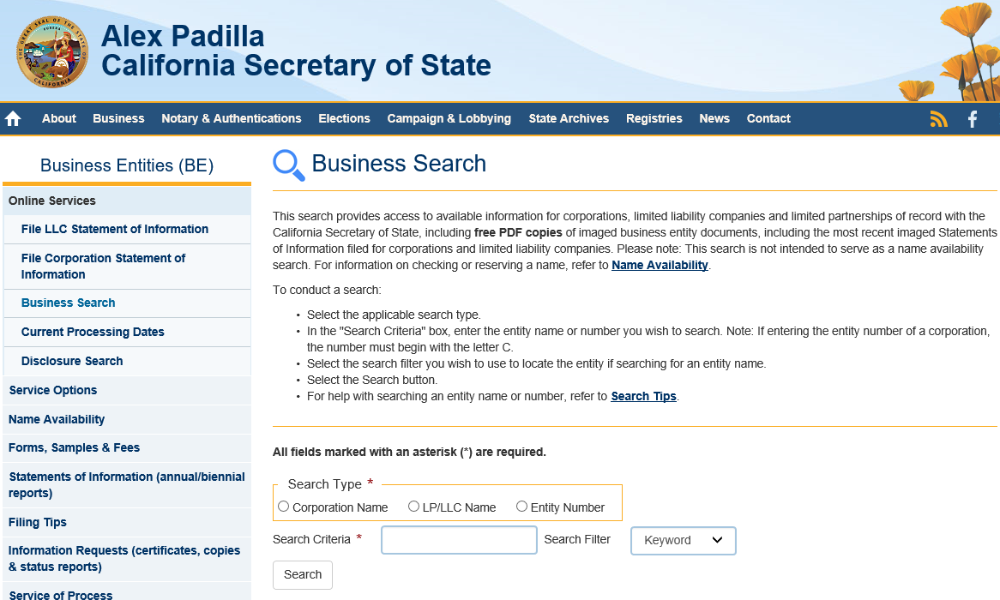 Alex Padilla
California Secretary of State
About Business Notary & Authentications Elections Campaign & Lobbying State Archives Registries News Contact
Business Entities (BE)
Online Services
File LLC Statement of Information
File Corporation Statement of
Information
Business Search
Current Processing Dates
Disclosure Search
Service Options
Name Availability
Forms, Samples & Fees
Statements of Information (annual/biennial
reports)
Filing Tips
Information Requests (certificates, copies
& status reports)
Service of Process
Business Search
This search provides access to available information for corporations, limited liability companies and limited partnerships of record with the
California Secretary of State, including free PDF copies of imaged business entity documents, including the most recent imaged Statements
of Information filed for corporations and limited liability companies. Please note: This search is not intended to serve as a name availability
search. For information on checking or reserving a name, refer to Name Availability.
To conduct a search:
• Select the applicable search type.
• In the "Search Criteria" box, enter the entity name or number you wish to search. Note: If entering the entity number of a corporation,
the number must begin with the letter C.
• Select the search filter you wish to use to locate the entity if searching for an entity name.
• Select the Search button.
• For help with searching an entity name or number, refer to Search Tips.
All fields marked with an asterisk (*) are required.
Search Type *
Corporation Name LP/LLC Name Entity Number
Search Criteria * Search Filter Keyword
Search